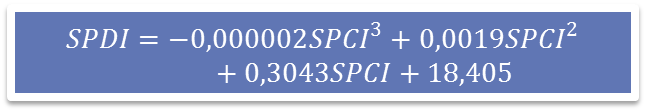 SPDI = −0,000002SPCI³ + 0,0019SPCI²
+ 0,3043SPCI + 18,405